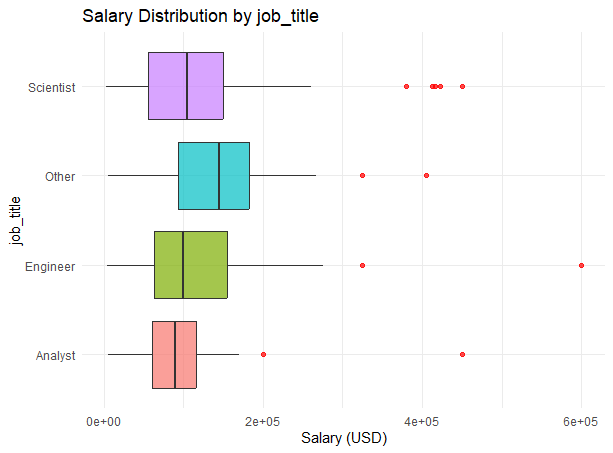 Salary Distribution by job_title
Scientist
Other
Engineer
Analyst
job_title
0e+00
2e+05
4e+05
6e+05
Salary (USD)